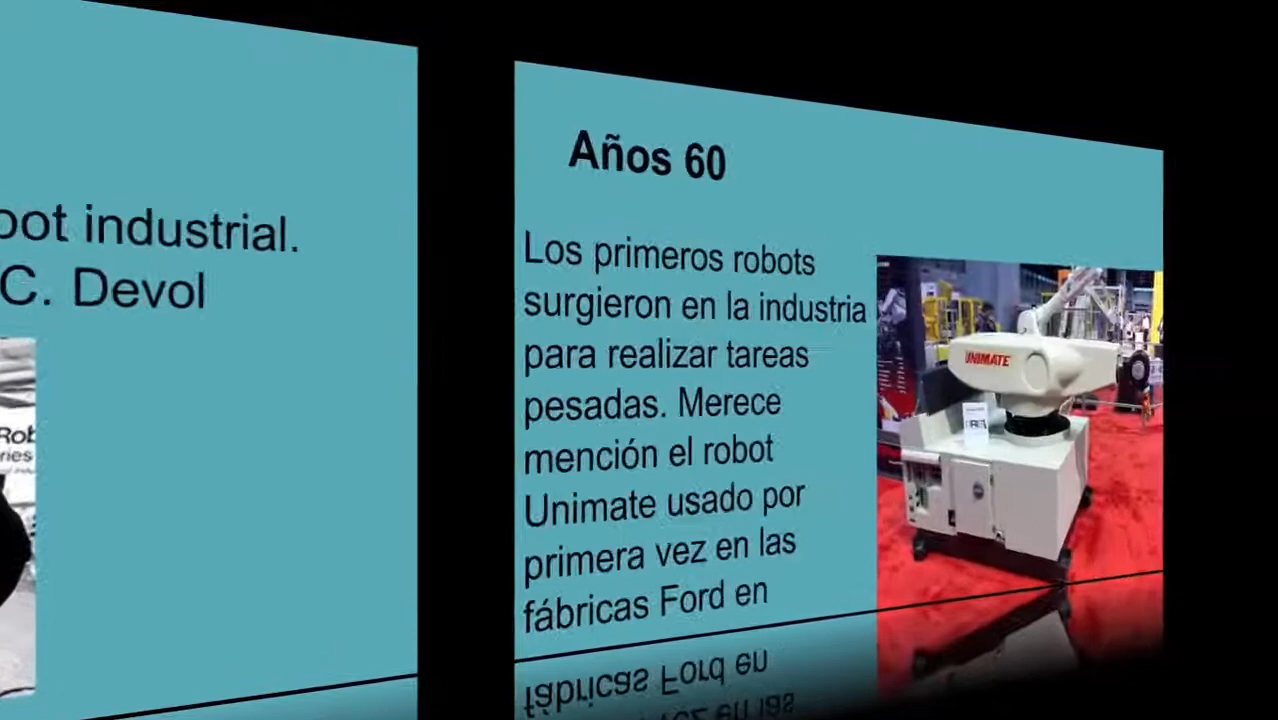 industrial.
C. Devol
Años 60
Los primeros robots
surgieron en la industria
para realizar tareas
pesadas. Merece
mención el robot
Unimate usado por
primera vez en las
fábricas Ford en
UNIMATE